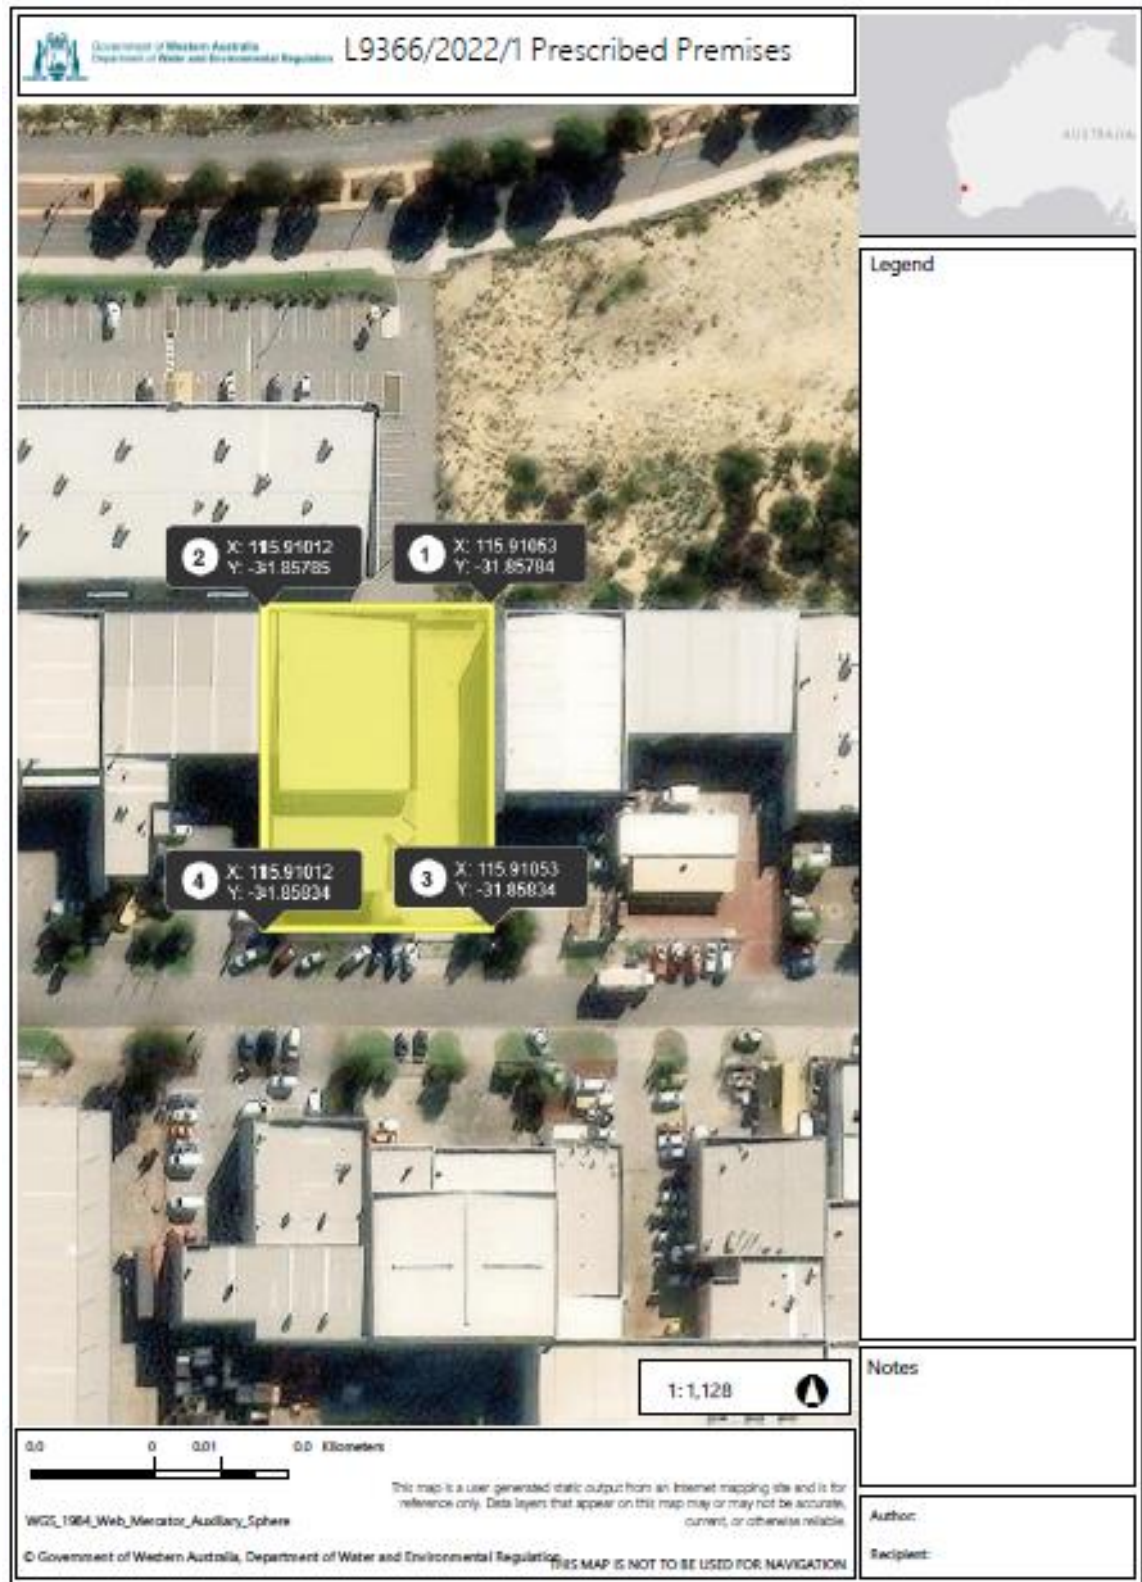 Government of Western Australia
Department of Water and Environmental Regulation
L9366/2022/1 Prescribed Premises
AUSTRALIA
Legend
2
X: 115.91012
Y: -31.85785
1
X: 115.91053
Y: -31.85784
4
X: 115.91012
Y: -31.85834
3
X: 115.91053
Y: -31.85834
1: 1,128
Notes
0.0 0 0.01 0.0 Kilometers
This map is a user generated static output from an Internet mapping site and is for
reference only. Data layers that appear on this map may or may not be accurate,
current, or otherwise reliable.
WGS_1984_Web_Mercator_Auxiliary_Sphere
© Government of Western Australia, Department of Water and Environmental Regulation
THIS MAP IS NOT TO BE USED FOR NAVIGATION
Author:
Recipient: